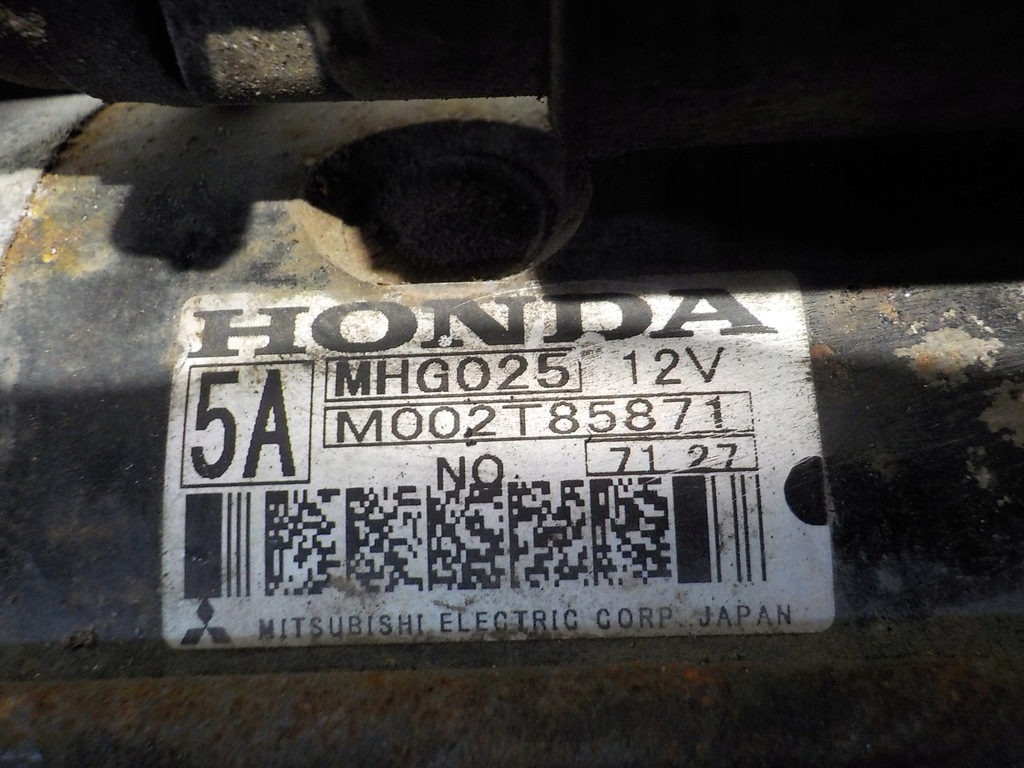 HONDA
5A
MHG025 12V
M002T85871
NO. 71 27
MITSUBISHI ELECTRIC CORP. JAPAN